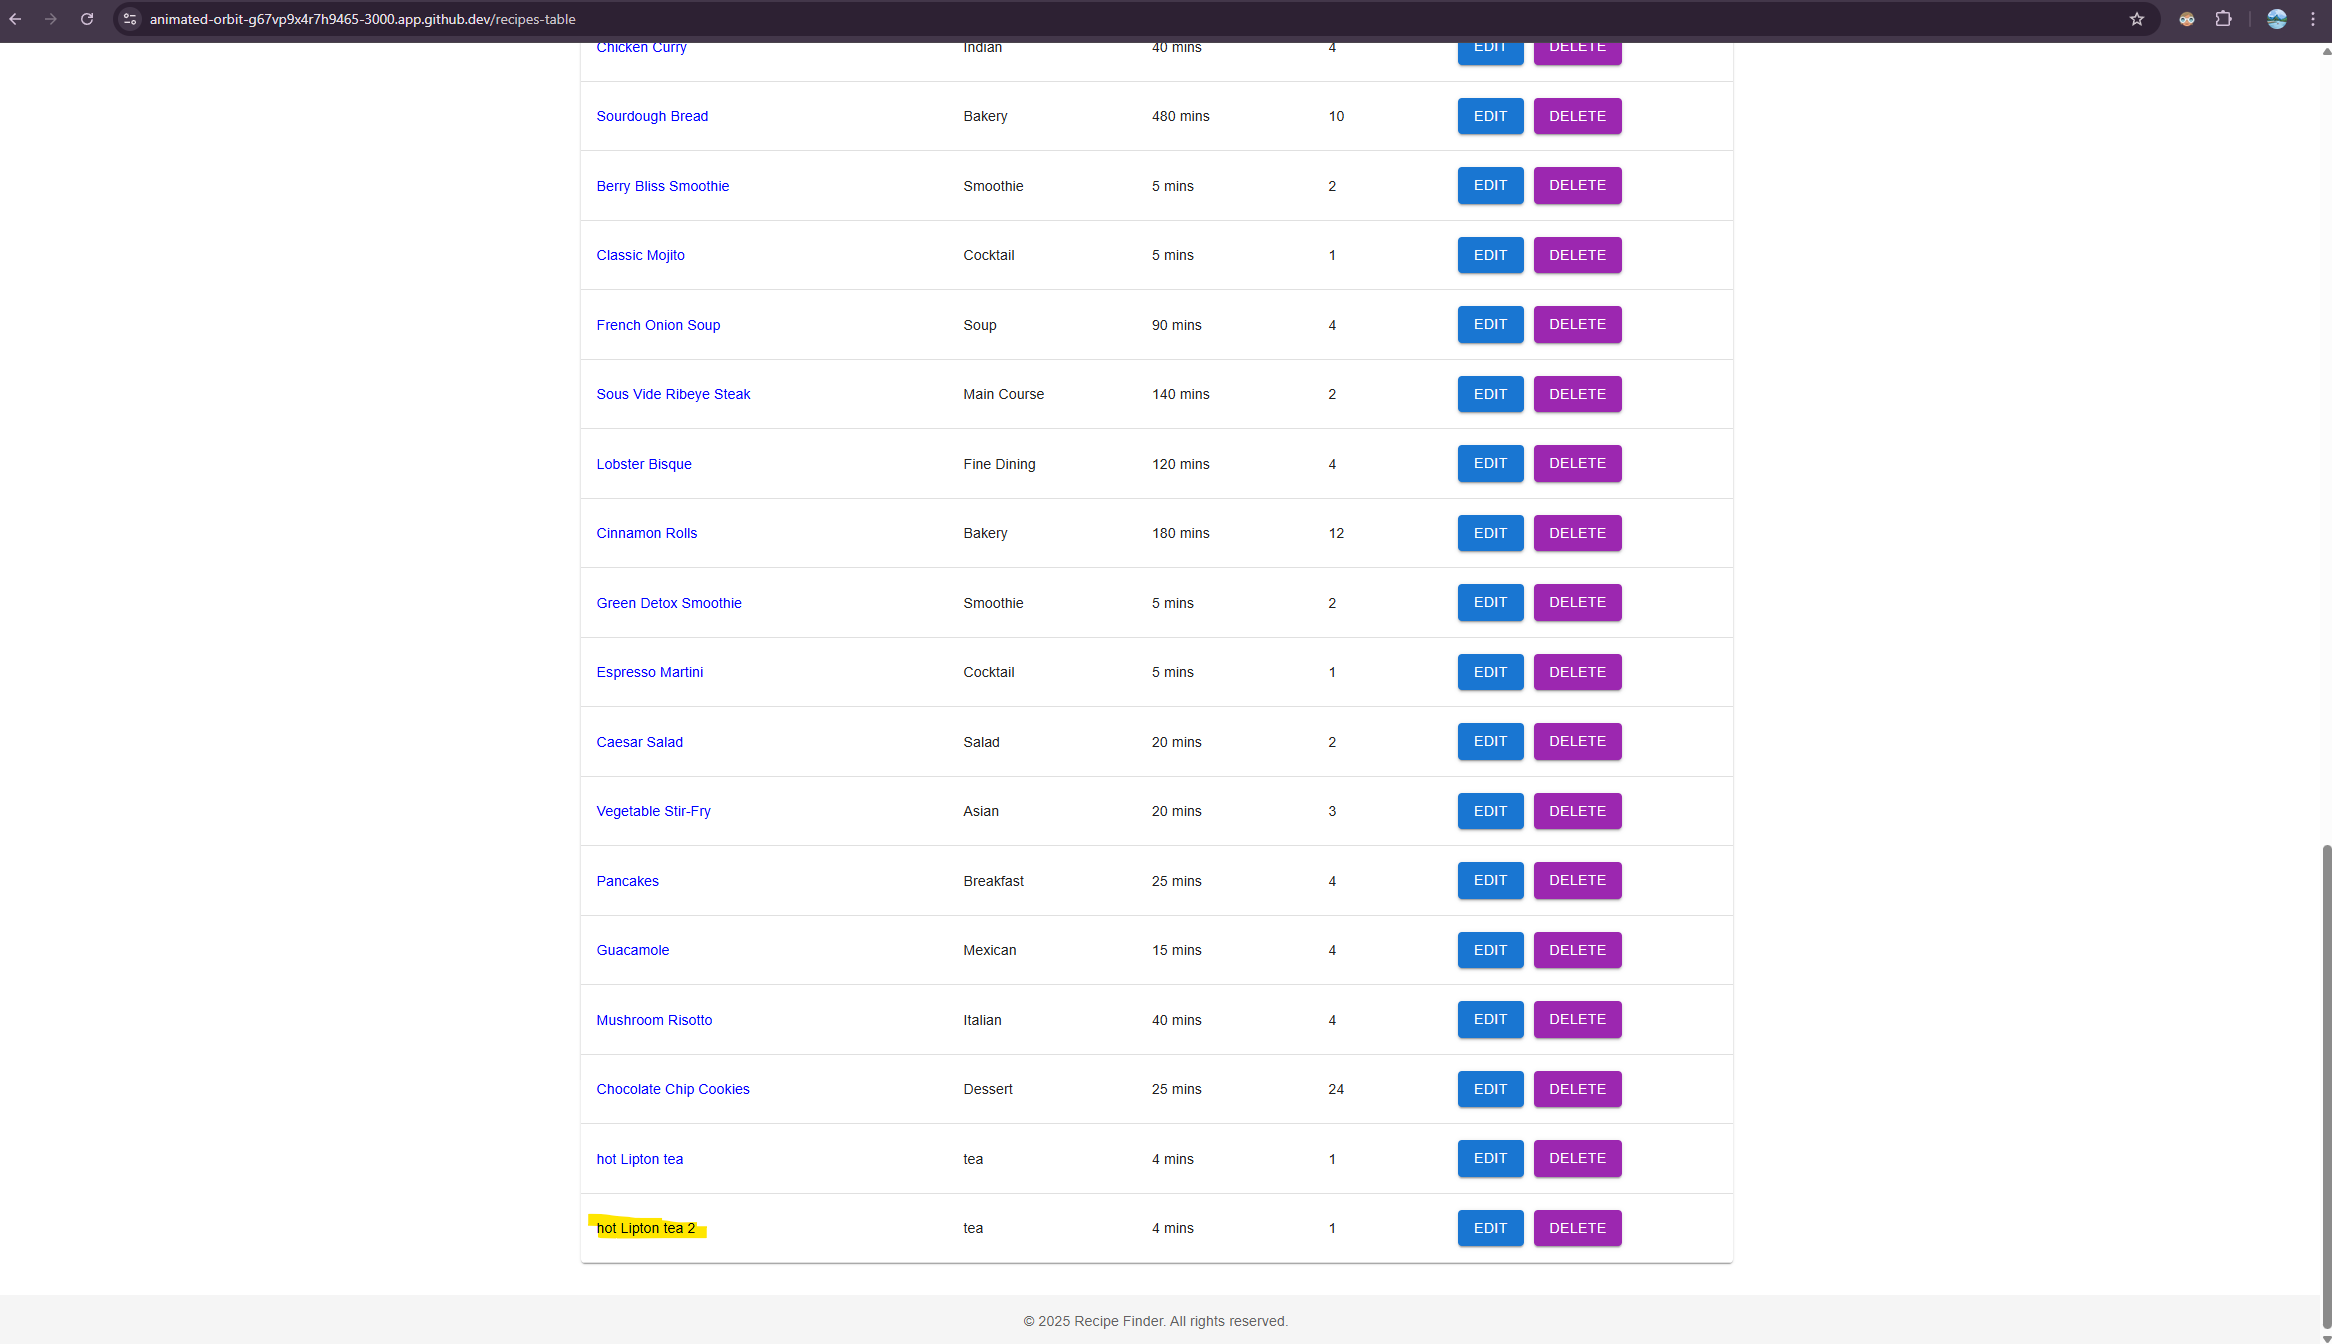 animated-orbit-g67vp9x4r7h9465-3000.app.github.dev/recipes-table
Chicken Curry Indian 40 mins 4 EDIT DELETE
Sourdough Bread Bakery 480 mins 10 EDIT DELETE
Berry Bliss Smoothie Smoothie 5 mins 2 EDIT DELETE
Classic Mojito Cocktail 5 mins 1 EDIT DELETE
French Onion Soup Soup 90 mins 4 EDIT DELETE
Sous Vide Ribeye Steak Main Course 140 mins 2 EDIT DELETE
Lobster Bisque Fine Dining 120 mins 4 EDIT DELETE
Cinnamon Rolls Bakery 180 mins 12 EDIT DELETE
Green Detox Smoothie Smoothie 5 mins 2 EDIT DELETE
Espresso Martini Cocktail 5 mins 1 EDIT DELETE
Caesar Salad Salad 20 mins 2 EDIT DELETE
Vegetable Stir-Fry Asian 20 mins 3 EDIT DELETE
Pancakes Breakfast 25 mins 4 EDIT DELETE
Guacamole Mexican 15 mins 4 EDIT DELETE
Mushroom Risotto Italian 40 mins 4 EDIT DELETE
Chocolate Chip Cookies Dessert 25 mins 24 EDIT DELETE
hot Lipton tea tea 4 mins 1 EDIT DELETE
hot Lipton tea 2 tea 4 mins 1 EDIT DELETE
© 2025 Recipe Finder. All rights reserved.